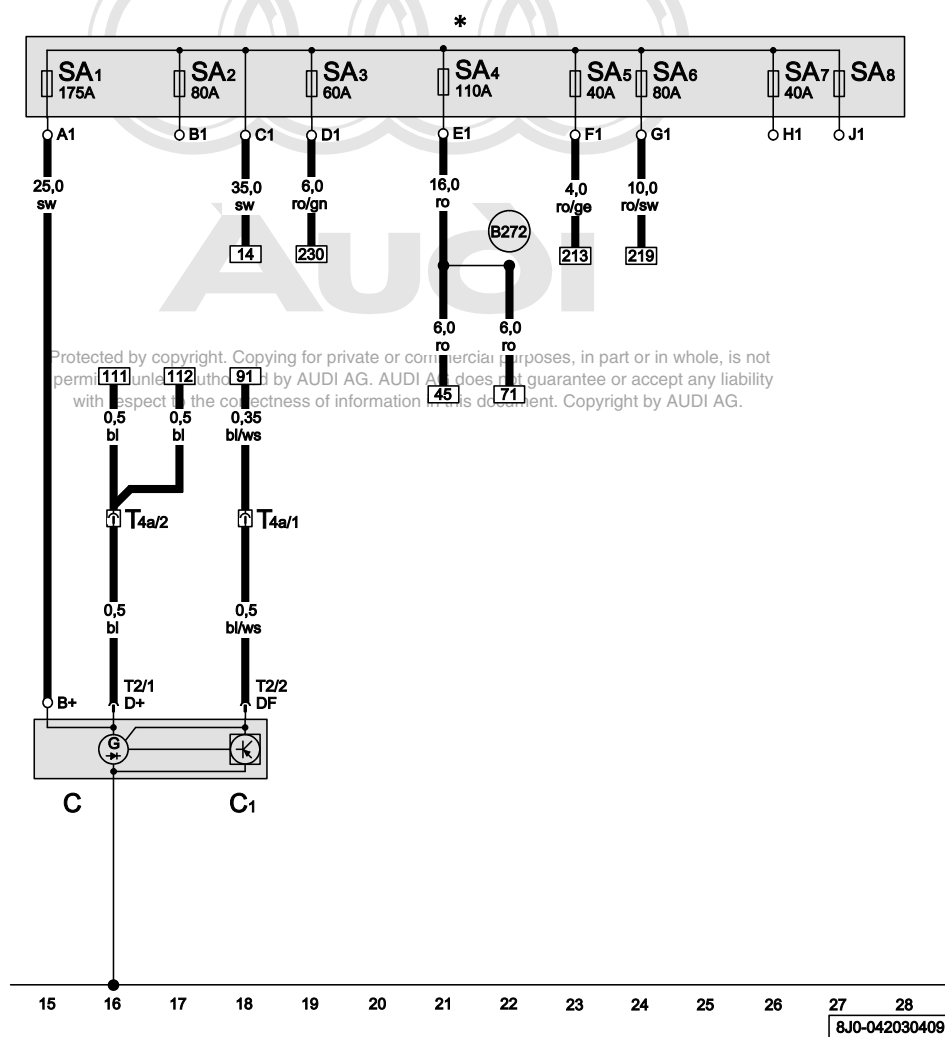 *
SA1 SA2 SA3 SA4 SA5 SA6 SA7 SA8
175A 80A 60A 110A 40A 80A 40A
A1 B1 C1 D1 E1 F1 G1 H1 J1
25,0 35,0 6,0 16,0 4,0 10,0
sw sw ro/gn ro ro/ge ro/sw
B272
14 230 213 219
Audi
6,0 6,0
ro ro
Protected by copyright. Copying for private or commercial purposes, in part or in whole, is not
permitted unless authorised by AUDI AG. AUDI AG does not guarantee or accept any liability
with respect to the correctness of information in this document. Copyright by AUDI AG.
111 112 91 45 71
0,5 0,5 0,35
bl bl bl/ws
T4a/2 T4a/1
0,5 0,5
bl bl/ws
T2/1 T2/2
B+ D+ DF
G
C C1
15 16 17 18 19 20 21 22 23 24 25 26 27 28
8J0-042030409